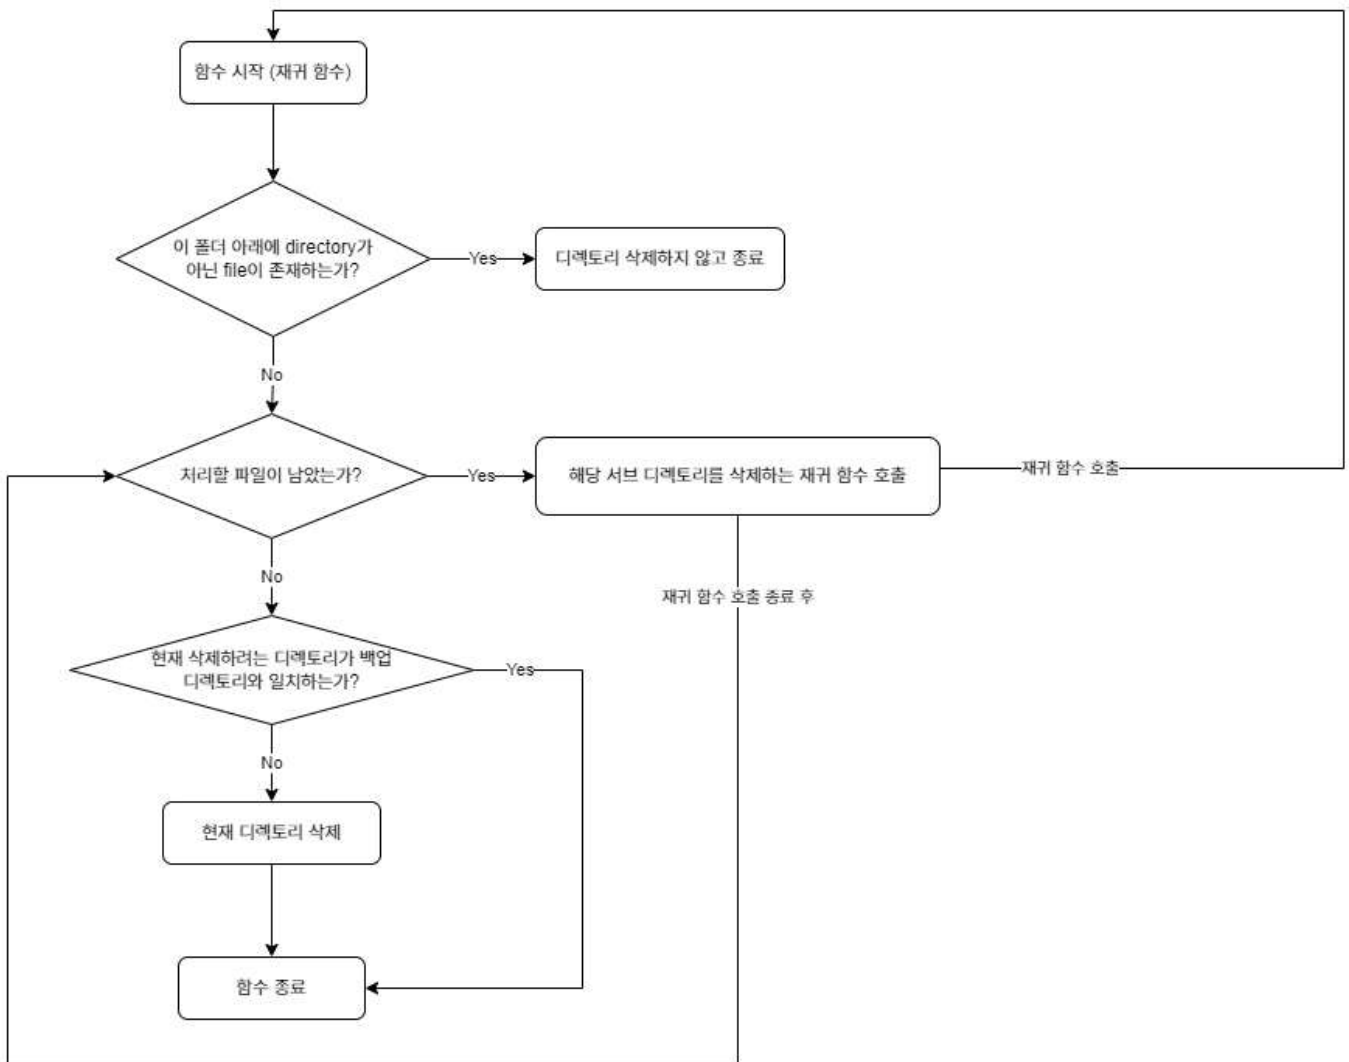 함수 시작 (재귀 함수)
이 폴더 아래에 directory가
아닌 file이 존재하는가?
Yes
디렉토리 삭제하지 않고 종료
No
처리할 파일이 남았는가?
Yes
해당 서브 디렉토리를 삭제하는 재귀 함수 호출
재귀 함수 호출
No
재귀 함수 호출 종료 후
현재 삭제하려는 디렉토리가 백업
디렉토리와 일치하는가?
Yes
No
현재 디렉토리 삭제
함수 종료